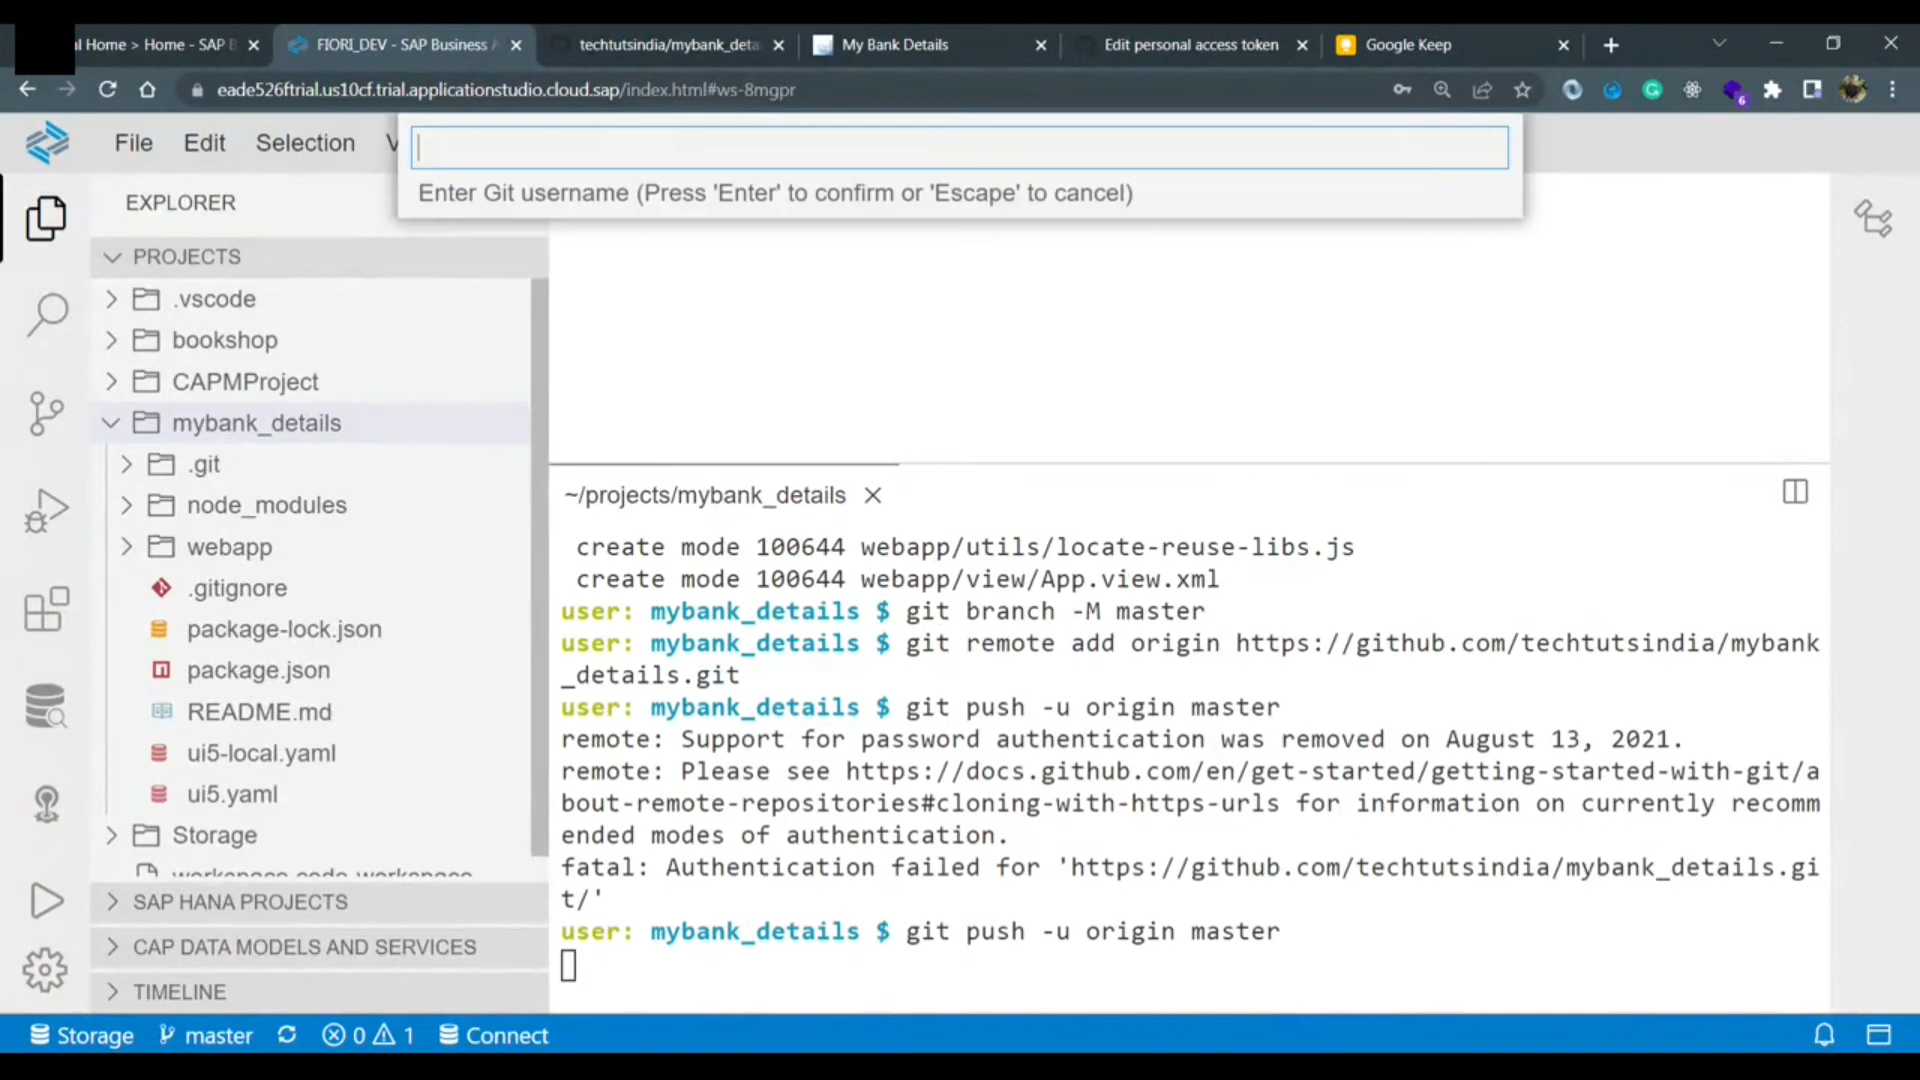 l Home > Home - SAP B
FIORI_DEV - SAP Business A
techtutsindia/mybank_deta
My Bank Details
Edit personal access token
Google Keep
eade526ftrial.us10cf.trial.applicationstudio.cloud.sap/index.html#ws-8mgpr
6
File Edit Selection V
Enter Git username (Press 'Enter' to confirm or 'Escape' to cancel)
EXPLORER
PROJECTS
.vscode
bookshop
CAPMProject
mybank_details
.git
node_modules
webapp
.gitignore
package-lock.json
package.json
README.md
ui5-local.yaml
ui5.yaml
Storage
workspace.code-workspace
SAP HANA PROJECTS
CAP DATA MODELS AND SERVICES
TIMELINE
~/projects/mybank_details
create mode 100644 webapp/utils/locate-reuse-libs.js
create mode 100644 webapp/view/App.view.xml
user: mybank_details $ git branch -M master
user: mybank_details $ git remote add origin https://github.com/techtutsindia/mybank
_details.git
user: mybank_details $ git push -u origin master
remote: Support for password authentication was removed on August 13, 2021.
remote: Please see https://docs.github.com/en/get-started/getting-started-with-git/a
bout-remote-repositories#cloning-with-https-urls for information on currently recomm
ended modes of authentication.
fatal: Authentication failed for 'https://github.com/techtutsindia/mybank_details.gi
t/'
user: mybank_details $ git push -u origin master
Storage master 0 1 Connect